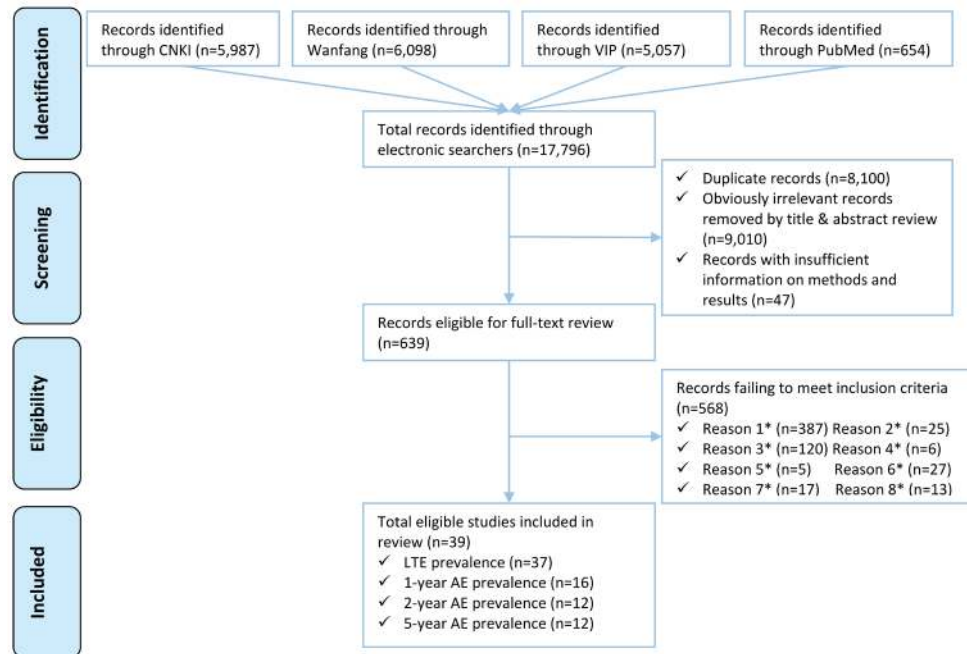 Identification
Records identified
through CNKI (n=5,987)
Records identified through
Wanfang (n=6,098)
Records identified
through VIP (n=5,057)
Records identified
through PubMed (n=654)
Total records identified through
electronic searchers (n=17,796)
Screening
✓ Duplicate records (n=8,100)
✓ Obviously irrelevant records
removed by title & abstract review
(n=9,010)
✓ Records with insufficient
information on methods and
results (n=47)
Records eligible for full-text review
(n=639)
Eligibility
Records failing to meet inclusion criteria
(n=568)
✓ Reason 1* (n=387) Reason 2* (n=25)
✓ Reason 3* (n=120) Reason 4* (n=6)
✓ Reason 5* (n=5) Reason 6* (n=27)
✓ Reason 7* (n=17) Reason 8* (n=13)
Included
Total eligible studies included in
review (n=39)
✓ LTE prevalence (n=37)
✓ 1-year AE prevalence (n=16)
✓ 2-year AE prevalence (n=12)
✓ 5-year AE prevalence (n=12)